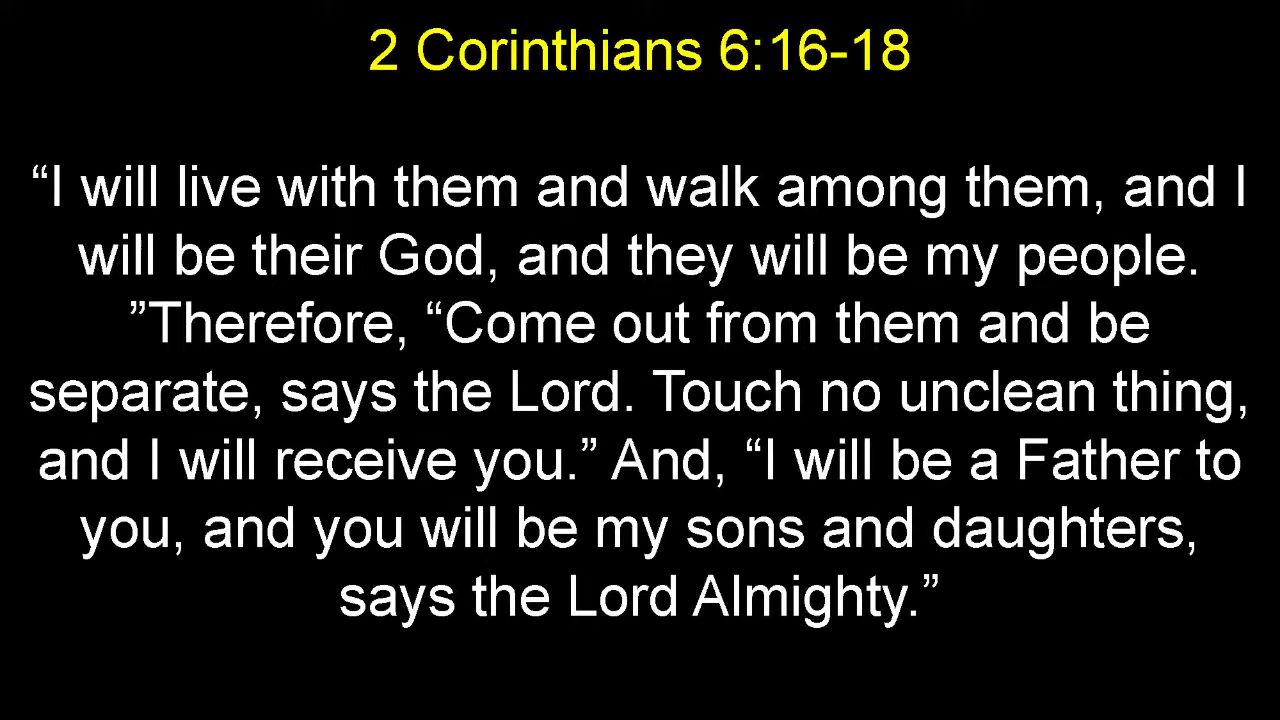 2 Corinthians 6:16-18
“I will live with them and walk among them, and I
will be their God, and they will be my people.
”Therefore, “Come out from them and be
separate, says the Lord. Touch no unclean thing,
and I will receive you.” And, “I will be a Father to
you, and you will be my sons and daughters,
says the Lord Almighty.”